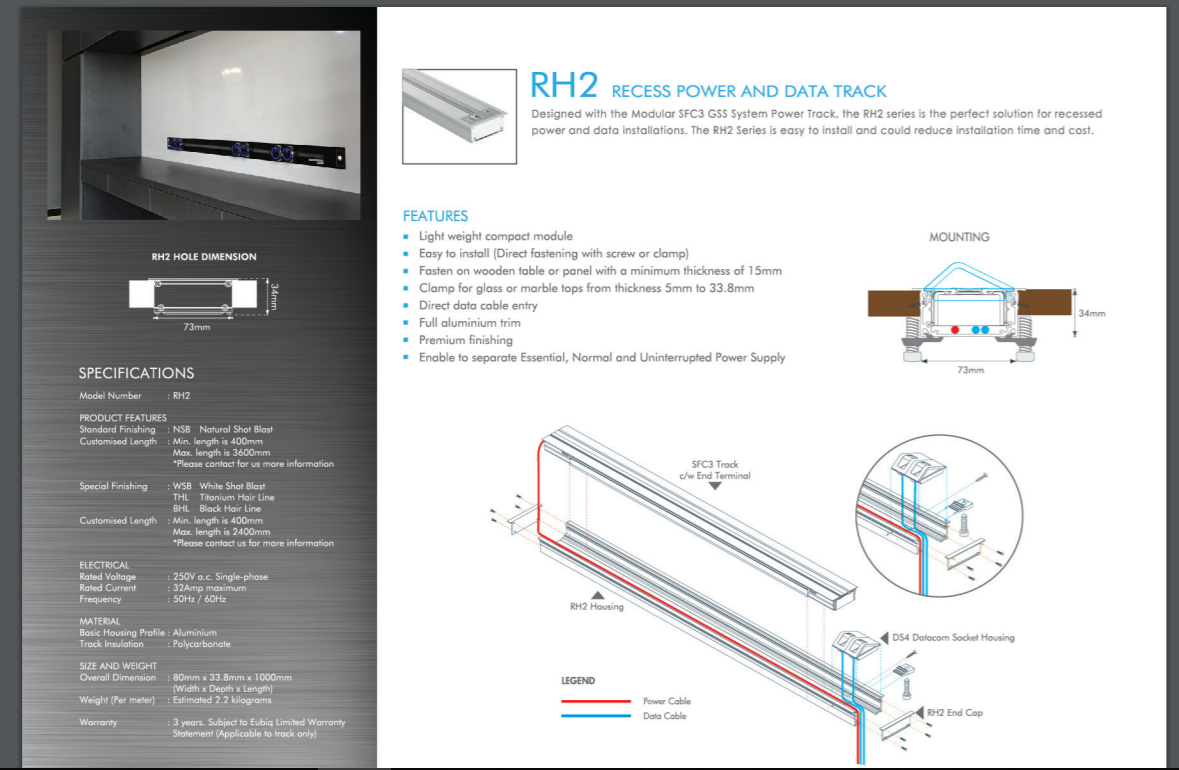 RH2 HOLE DIMENSION
34mm
73mm
SPECIFICATIONS
Model Number : RH2
PRODUCT FEATURES
Standard Finishing : NSB Natural Shot Blast
Customised Length : Min. length is 400mm
Max. length is 3600mm
*Please contact for us more information
Special Finishing : WSB White Shot Blast
THL Titanium Hair Line
BHL Black Hair Line
Customised Length : Min. length is 400mm
Max. length is 2400mm
*Please contact us for more information
ELECTRICAL
Rated Voltage : 250V a.c. Single-phase
Rated Current : 32Amp maximum
Frequency : 50Hz / 60Hz
MATERIAL
Basic Housing Profile : Aluminium
Track Insulation : Polycarbonate
SIZE AND WEIGHT
Overall Dimension : 80mm x 33.8mm x 1000mm
(Width x Depth x Length)
Weight (Per meter) : Estimated 2.2 kilograms
Warranty : 3 years. Subject to Eubiq Limited Warranty
Statement (Applicable to track only)
RH2 RECESS POWER AND DATA TRACK
Designed with the Modular SFC3 GSS System Power Track, the RH2 series is the perfect solution for recessed
power and data installations. The RH2 Series is easy to install and could reduce installation time and cost.
FEATURES
Light weight compact module
Easy to install (Direct fastening with screw or clamp)
Fasten on wooden table or panel with a minimum thickness of 15mm
Clamp for glass or marble tops from thickness 5mm to 33.8mm
Direct data cable entry
Full aluminium trim
Premium finishing
Enable to separate Essential, Normal and Uninterrupted Power Supply
MOUNTING
34mm
73mm
SFC3 Track
c/w End Terminal
RH2 Housing
DS4 Datacom Socket Housing
RH2 End Cap
LEGEND
Power Cable
Data Cable